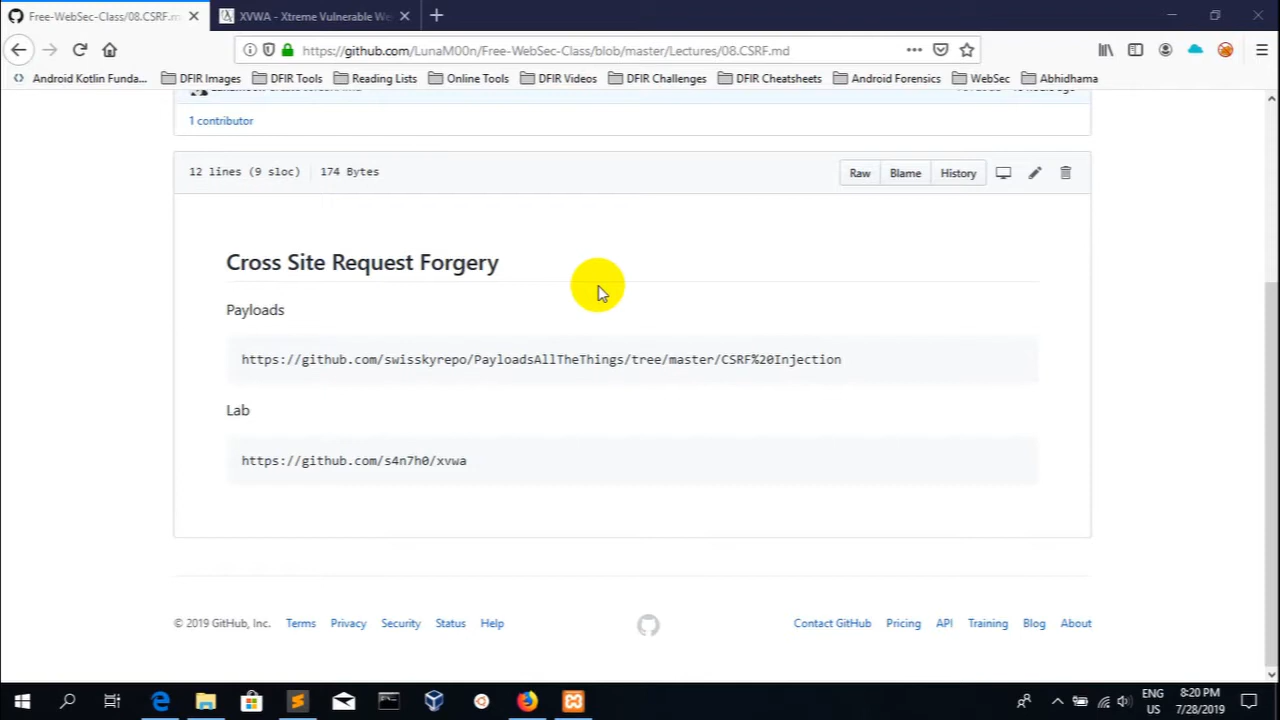 Free-WebSec-Class/08.CSRF.m
XVWA - Xtreme Vulnerable We
https://github.com/LunaM00n/Free-WebSec-Class/blob/master/Lectures/08.CSRF.md
Android Kotlin Funda...
DFIR Images
DFIR Tools
Reading Lists
Online Tools
DFIR Videos
DFIR Challenges
DFIR Cheatsheets
Android Forensics
WebSec
Abhidhama
1 contributor
12 lines (9 sloc)
174 Bytes
Raw
Blame
History
Cross Site Request Forgery
Payloads
https://github.com/swisskyrepo/PayloadsAllTheThings/tree/master/CSRF%20Injection
Lab
https://github.com/s4n7h0/xvwa
© 2019 GitHub, Inc.
Terms
Privacy
Security
Status
Help
Contact GitHub
Pricing
API
Training
Blog
About
ENG
US
8:20 PM
7/28/2019